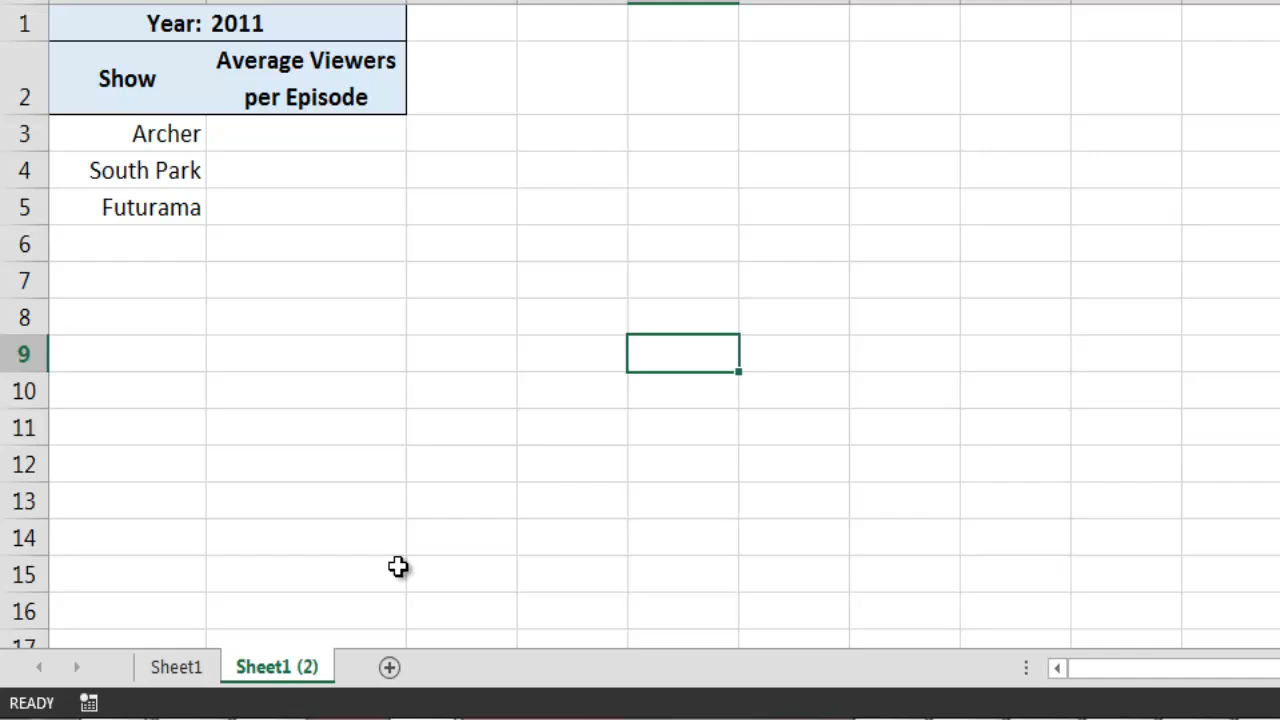 1 Year: 2011
2 Show Average Viewers
per Episode
3 Archer
4 South Park
5 Futurama
6
7
8
9
10
11
12
13
14
15
16
17
Sheet1 Sheet1 (2)
READY